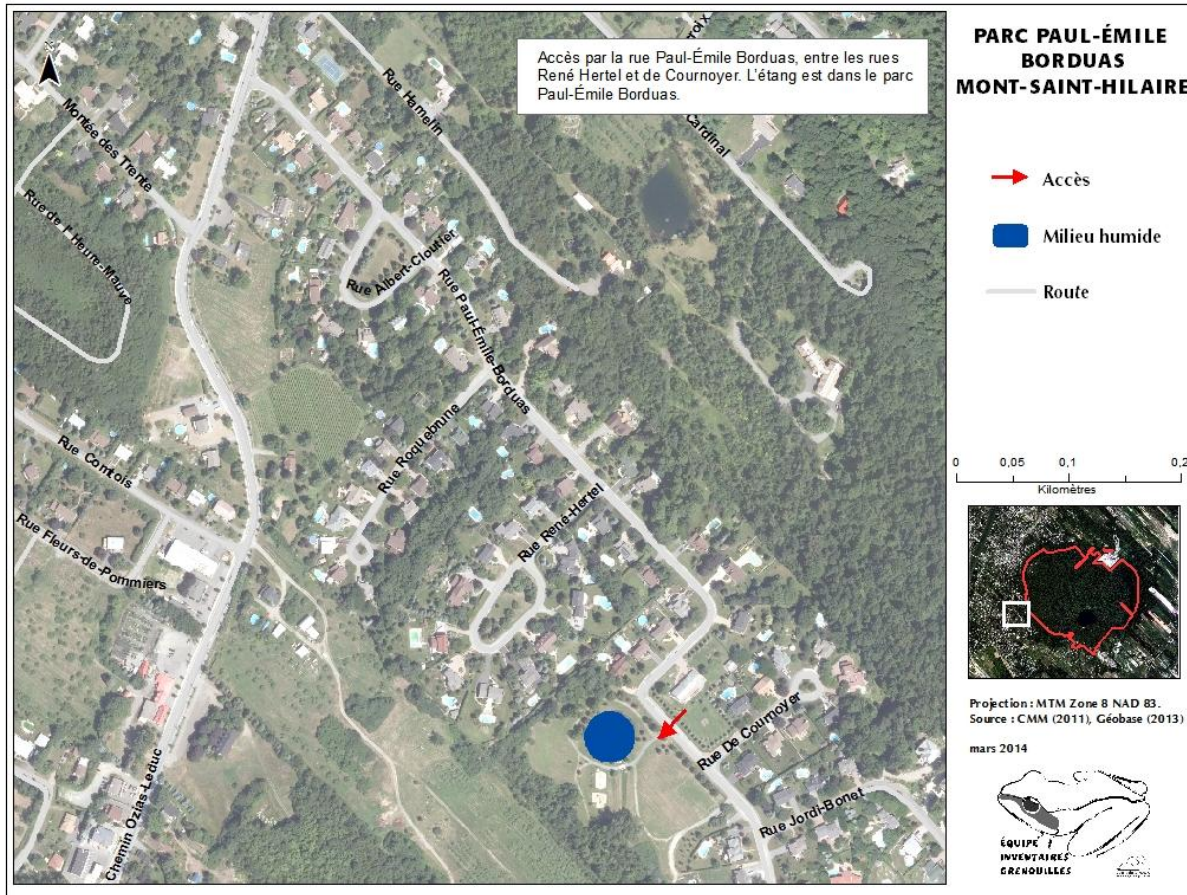 Accès par la rue Paul-Émile Borduas, entre les rues
René Hertel et de Cournoyer. L'étang est dans le parc
Paul-Émile Borduas.
PARC PAUL-ÉMILE
BORDUAS
MONT-SAINT-HILAIRE
Accès
Milieu humide
Route
N
Montée des Trente
Rue de l' Heure-Mauve
Rue Hamelin
Cardinal
Rue Albert-Cloutier
Rue Paul-Émile-Borduas
Rue Roquebrune
Rue René-Hertel
Rue Comtois
Rue Fleurs-de-Pommiers
Chemin Ozias-Leduc
Rue De Cournoyer
Rue Jordi-Bonet
0 0,05 0,1 0,2
Kilomètres
Projection : MTM Zone 8 NAD 83.
Source : CMM (2011), Géobase (2013)
mars 2014
ÉQUIPE
INVENTAIRES
GRENOUILLES